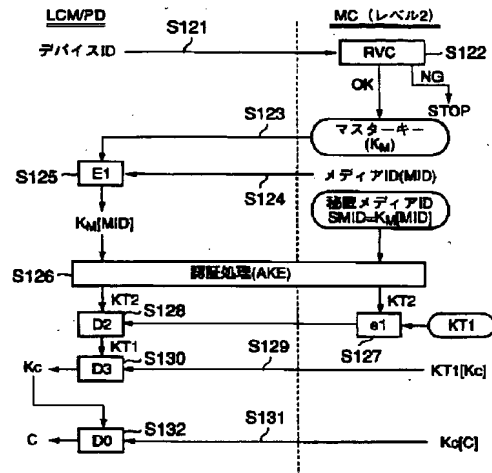 LCM/PD
MC (レベル2)
S121
デバイスID
RVC
S122
OK
NG
STOP
S123
マスターキー
(KM)
S125
E1
メディアID(MID)
S124
秘匿メディアID
SMID=KM[MID]
KM[MID]
S126
認証処理(AKE)
KT2
S128
KT2
D2
e1
KT1
S127
KT1
S130
S129
Kc
D3
KT1[Kc]
S132
S131
C
D0
Kc[C]